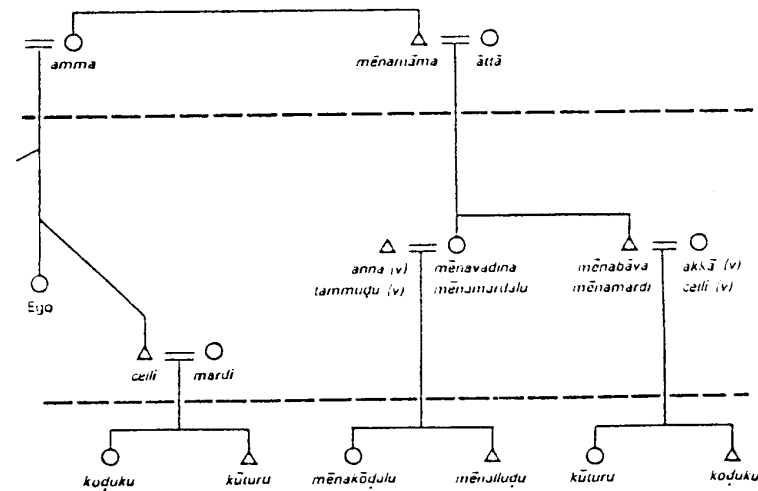 amma mēnamāma āttā
anna (v) mēnavadina mēnabāva akkā (v)
tammuḍu (v) mēnamardalu mēnamardi celli (v)
Ego
celli mardi
koḍuku kūturu mēnakōḍalu mēnalluḍu kūturu koḍuku